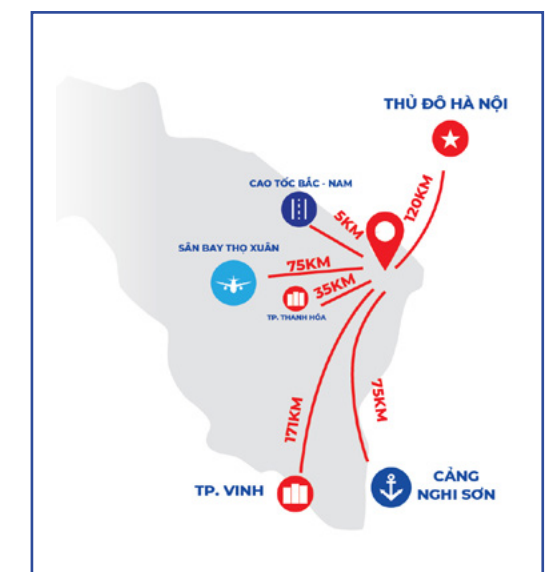 THỦ ĐÔ HÀ NỘI
CAO TỐC BẮC - NAM
5KM
120KM
SÂN BAY THỌ XUÂN
75KM
35KM
TP. THANH HÓA
171KM
75KM
TP. VINH
CẢNG
NGHI SƠN